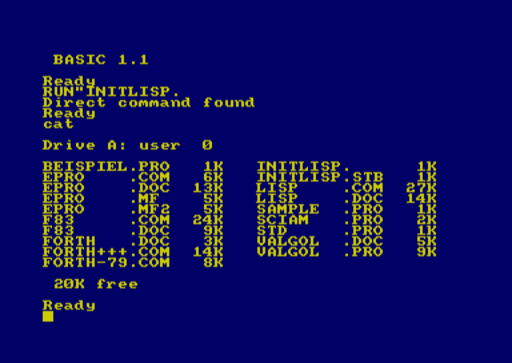 BASIC 1.1
Ready
RUN"INITLISP.
Direct command found
Ready
cat
Drive A: user  0
BEISPIEL.PRO   1K    INITLISP.        1K
EPRO    .COM   6K    INITLISP.STB   1K
EPRO    .DOC  13K    LISP    .COM  27K
EPRO    .MF    5K    LISP    .DOC  14K
EPRO    .MF2   5K    SAMPLE  .PRO   1K
F83     .COM  24K    SCIAM   .PRO   2K
F83     .DOC   9K    STD     .PRO   1K
FORTH   .DOC   3K    VALGOL  .DOC   5K
FORTH+++.COM  14K    VALGOL  .PRO   9K
FORTH-79.COM   8K
20K free
Ready